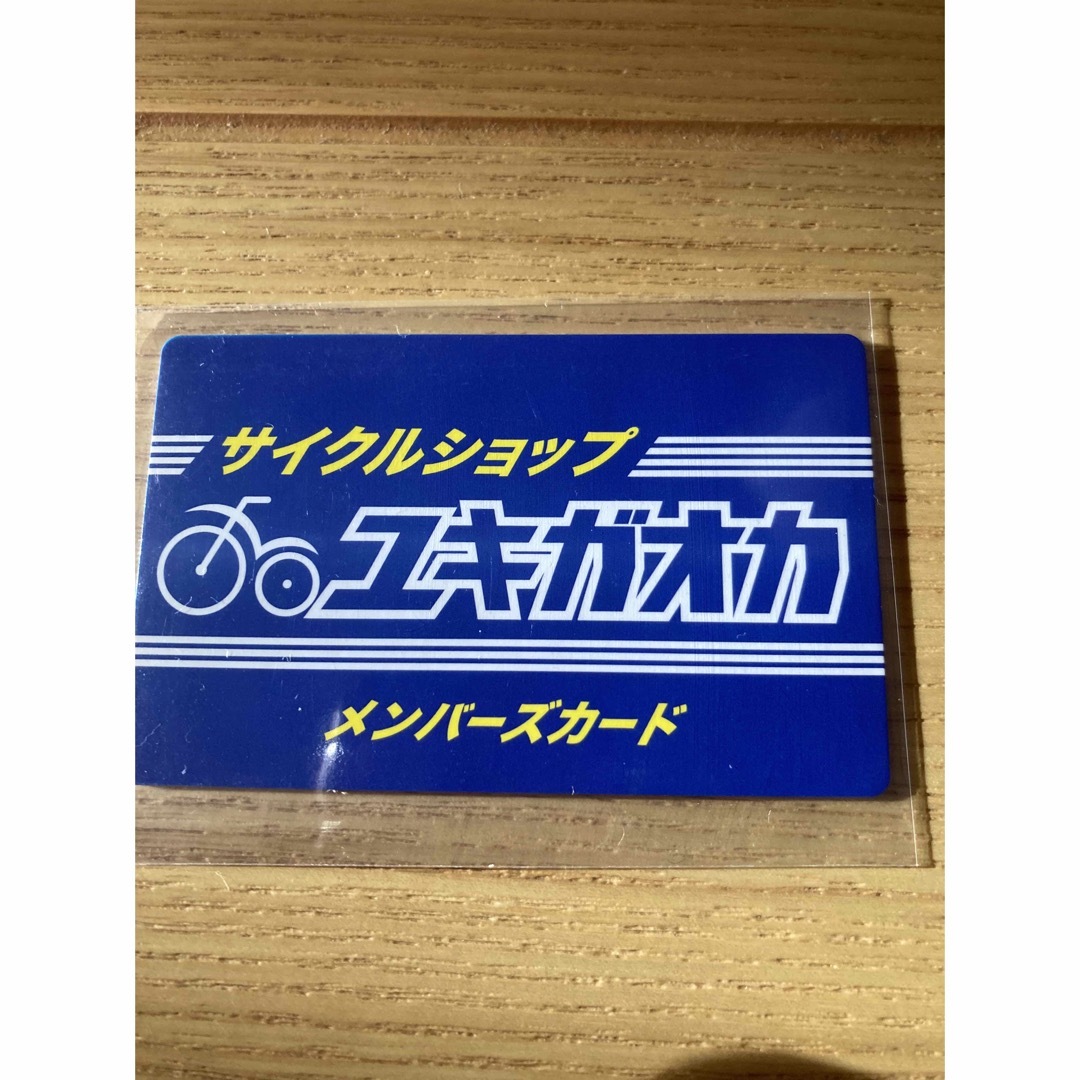 サイクルショップ
ユキガオカ
メンバーズカード